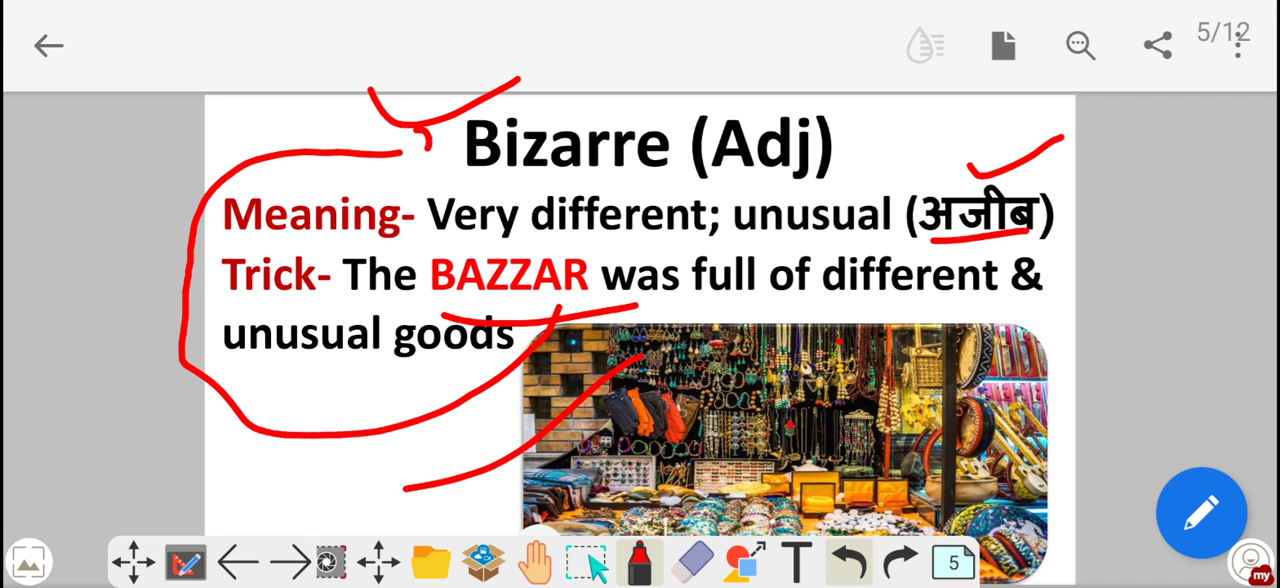 5/12
Bizarre (Adj)
Meaning- Very different; unusual (अजीब)
Trick- The BAZZAR was full of different &
unusual goods
T
5
my